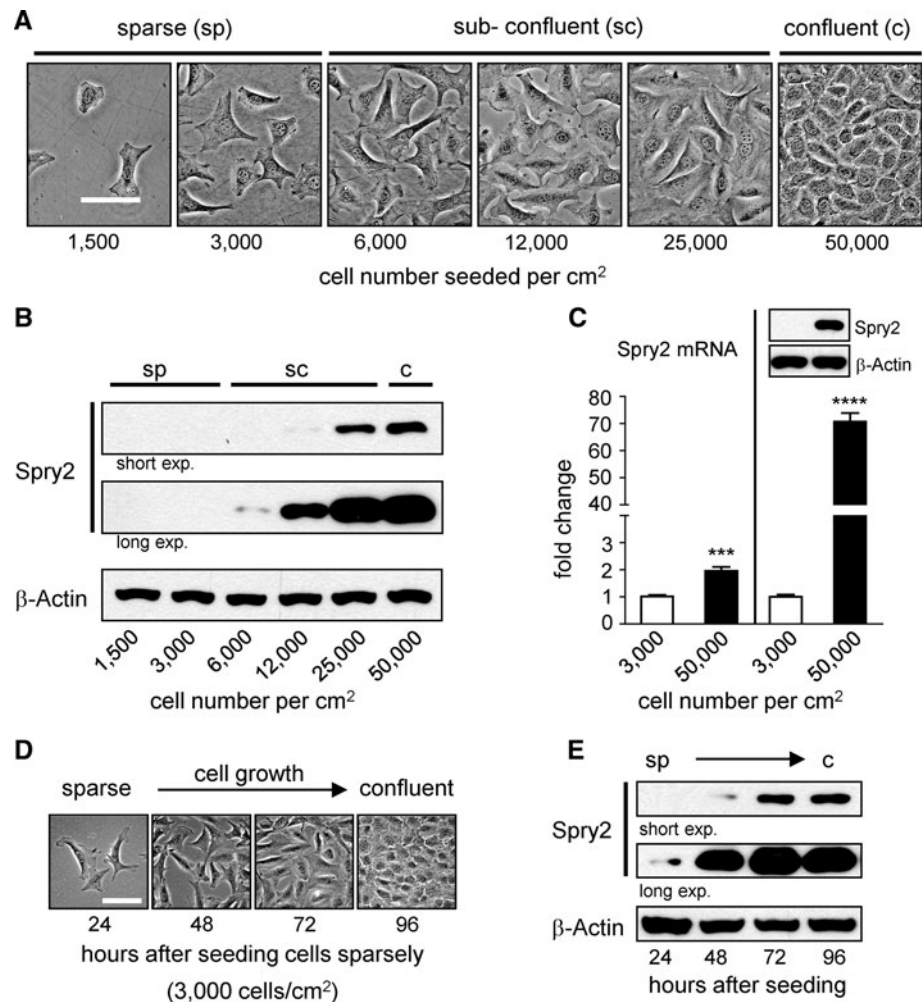 A
sparse (sp)
sub- confluent (sc)
confluent (c)
1,500
3,000
6,000
12,000
25,000
50,000
cell number seeded per cm²
B
sp
sc
c
Spry2
short exp.
long exp.
β-Actin
1,500
3,000
6,000
12,000
25,000
50,000
cell number per cm²
C
Spry2 mRNA
Spry2
β-Actin
fold change
80
70
60
50
40
4
3
2
1
0
***
****
3,000
50,000
3,000
50,000
cell number per cm²
D
cell growth
sparse
confluent
24
48
72
96
hours after seeding cells sparsely
(3,000 cells/cm²)
E
sp
c
Spry2
short exp.
long exp.
β-Actin
24
48
72
96
hours after seeding